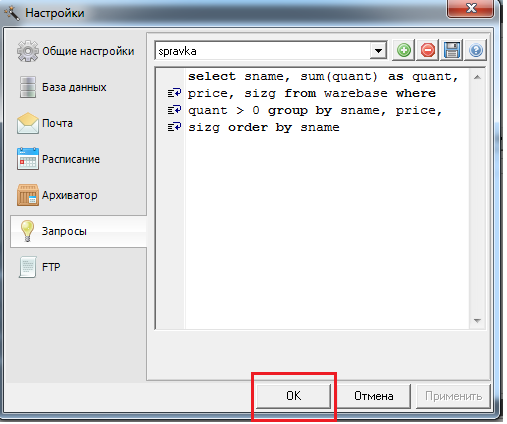 Настройки
Общие настройки
База данных
Почта
Расписание
Архиватор
Запросы
FTP
spravka
select sname, sum(quant) as quant,
price, sizg from warebase where
quant > 0 group by sname, price,
sizg order by sname
OK
Отмена
Применить